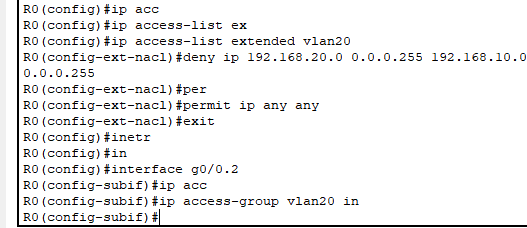 R0(config)#ip acc
R0(config)#ip access-list ex
R0(config)#ip access-list extended vlan20
R0(config-ext-nacl)#deny ip 192.168.20.0 0.0.0.255 192.168.10.0
0.0.0.255
R0(config-ext-nacl)#per
R0(config-ext-nacl)#permit ip any any
R0(config-ext-nacl)#exit
R0(config)#inetr
R0(config)#in
R0(config)#interface g0/0.2
R0(config-subif)#ip acc
R0(config-subif)#ip access-group vlan20 in
R0(config-subif)#